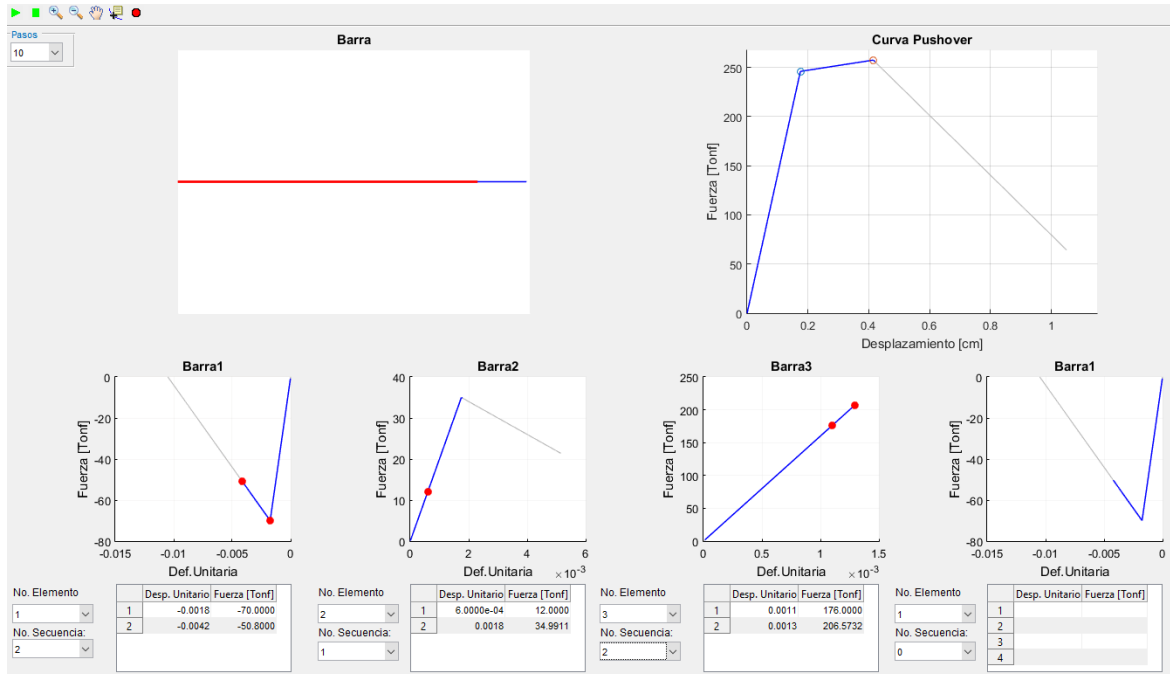 Pasos
10
Barra
Curva Pushover
250
200
150
100
50
0
Fuerza [Tonf]
0 0.2 0.4 0.6 0.8 1
Desplazamiento [cm]
Barra1
0
-20
-40
-60
-80
Fuerza [Tonf]
-0.015 -0.01 -0.005 0
Def.Unitaria
Barra2
40
30
20
10
0
Fuerza [Tonf]
0 2 4 6
Def.Unitaria ×10-3
Barra3
250
200
150
100
50
0
Fuerza [Tonf]
0 0.5 1 1.5
Def.Unitaria ×10-3
Barra1
0
-20
-40
-60
-80
Fuerza [Tonf]
-0.015 -0.01 -0.005 0
Def.Unitaria
No. Elemento
1
No. Secuencia:
2
Desp. Unitario Fuerza [Tonf]
1 -0.0018 -70.0000
2 -0.0042 -50.8000
No. Elemento
2
No. Secuencia:
1
Desp. Unitario Fuerza [Tonf]
1 6.0000e-04 12.0000
2 0.0018 34.9911
No. Elemento
3
No. Secuencia:
2
Desp. Unitario Fuerza [Tonf]
1 0.0011 176.0000
2 0.0013 206.5732
No. Elemento
1
No. Secuencia:
0
Desp. Unitario Fuerza [Tonf]
1
2
3
4